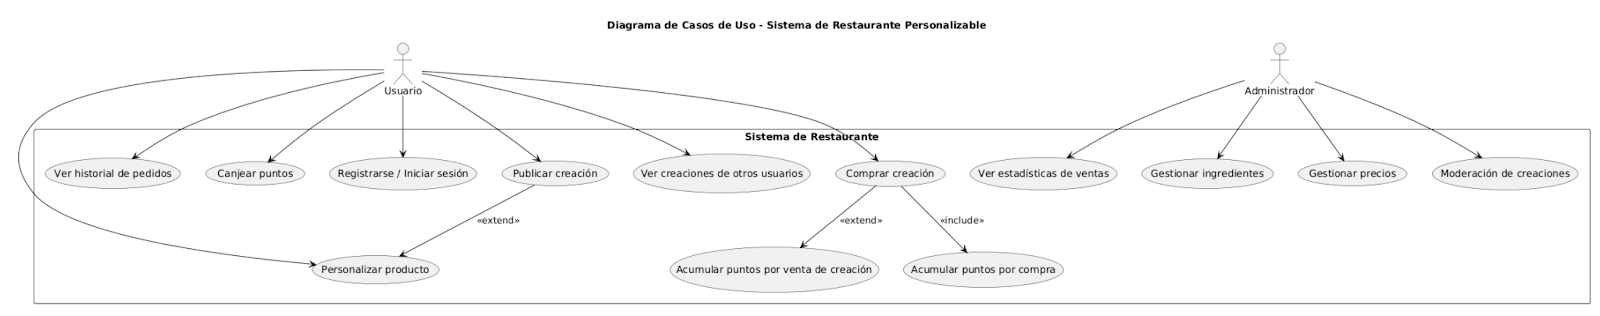 Diagrama de Casos de Uso - Sistema de Restaurante Personalizable
Usuario
Administrador
Sistema de Restaurante
Ver historial de pedidos
Canjear puntos
Registrarse / Iniciar sesión
Publicar creación
Ver creaciones de otros usuarios
Comprar creación
Ver estadísticas de ventas
Gestionar ingredientes
Gestionar precios
Moderación de creaciones
«extend»
«extend»
«include»
Personalizar producto
Acumular puntos por venta de creación
Acumular puntos por compra